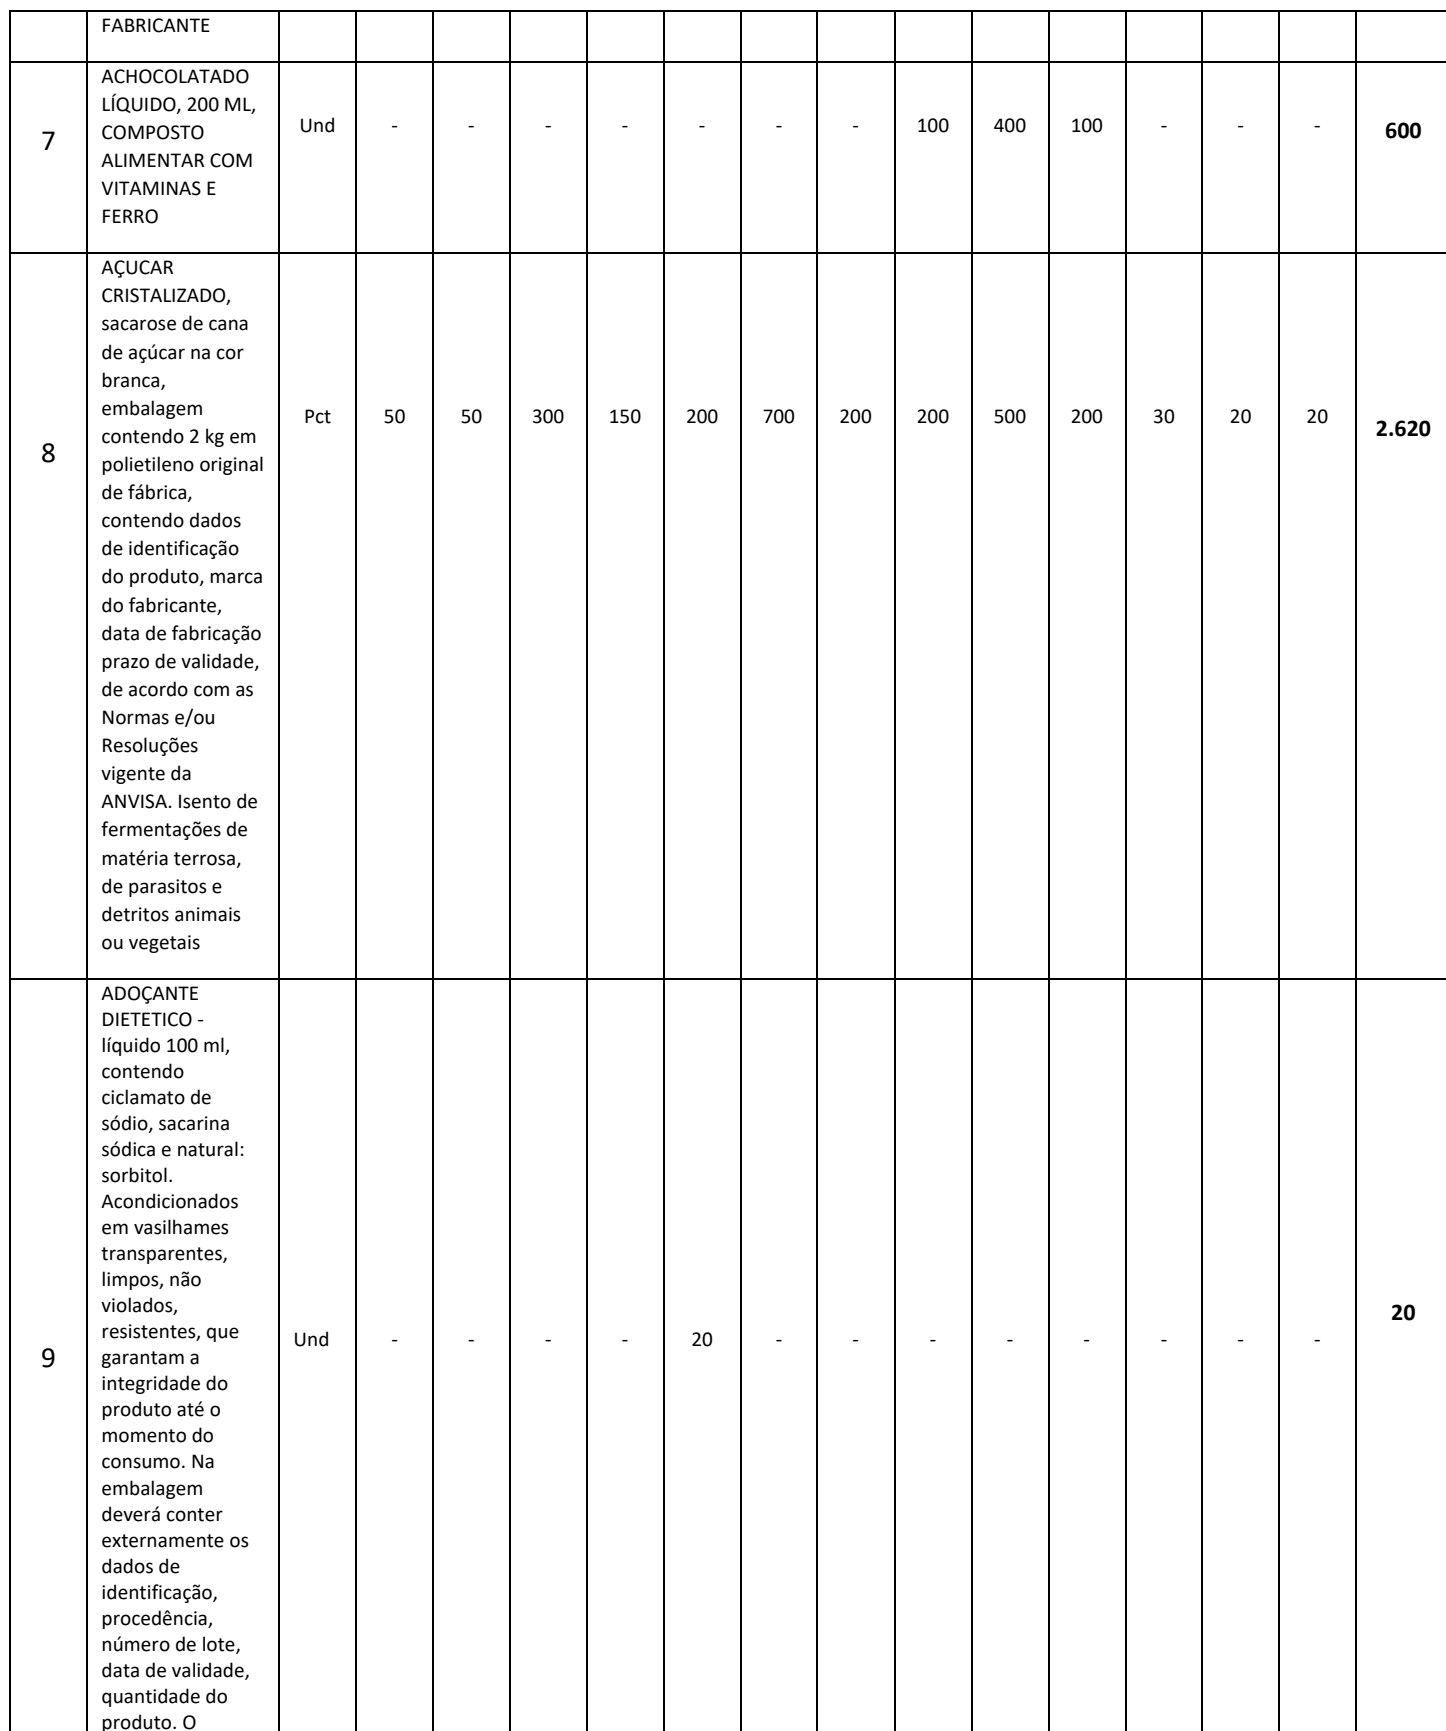 FABRICANTE
7
ACHOCOLATADO
LÍQUIDO, 200 ML,
COMPOSTO
ALIMENTAR COM
VITAMINAS E
FERRO
Und - - - - - - - 100 400 100 - - - 600
8
AÇUCAR
CRISTALIZADO,
sacarose de cana
de açúcar na cor
branca,
embalagem
contendo 2 kg em
polietileno original
de fábrica,
contendo dados
de identificação
do produto, marca
do fabricante,
data de fabricação
prazo de validade,
de acordo com as
Normas e/ou
Resoluções
vigente da
ANVISA. Isento de
fermentações de
matéria terrosa,
de parasitos e
detritos animais
ou vegetais
Pct 50 50 300 150 200 700 200 200 500 200 30 20 20 2.620
9
ADOÇANTE
DIETETICO -
líquido 100 ml,
contendo
ciclamato de
sódio, sacarina
sódica e natural:
sorbitol.
Acondicionados
em vasilhames
transparentes,
limpos, não
violados,
resistentes, que
garantam a
integridade do
produto até o
momento do
consumo. Na
embalagem
deverá conter
externamente os
dados de
identificação,
procedência,
número de lote,
data de validade,
quantidade do
produto. O
Und - - - - 20 - - - - - - - - 20